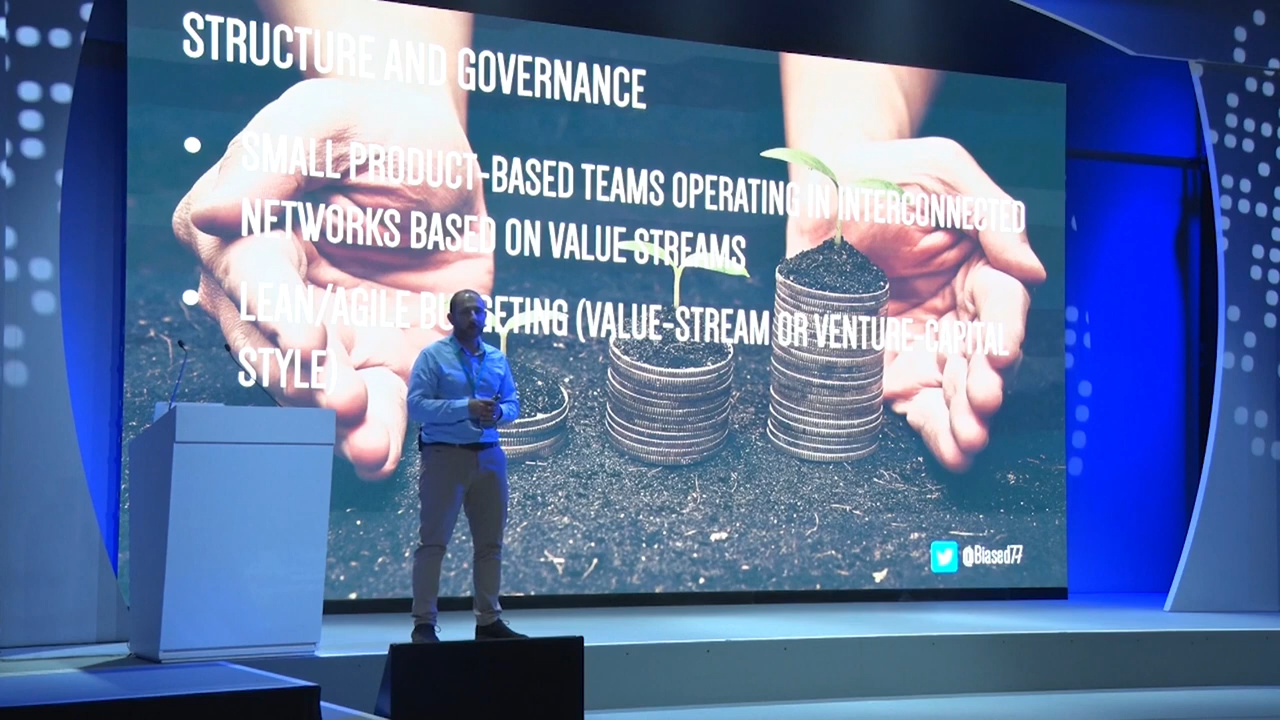 STRUCTURE AND GOVERNANCE
• SMALL PRODUCT-BASED TEAMS OPERATING IN INTERCONNECTED
NETWORKS BASED ON VALUE STREAMS
• LEAN/AGILE BUDGETING (VALUE-STREAM OR VENTURE-CAPITAL
STYLE)
@Biased77